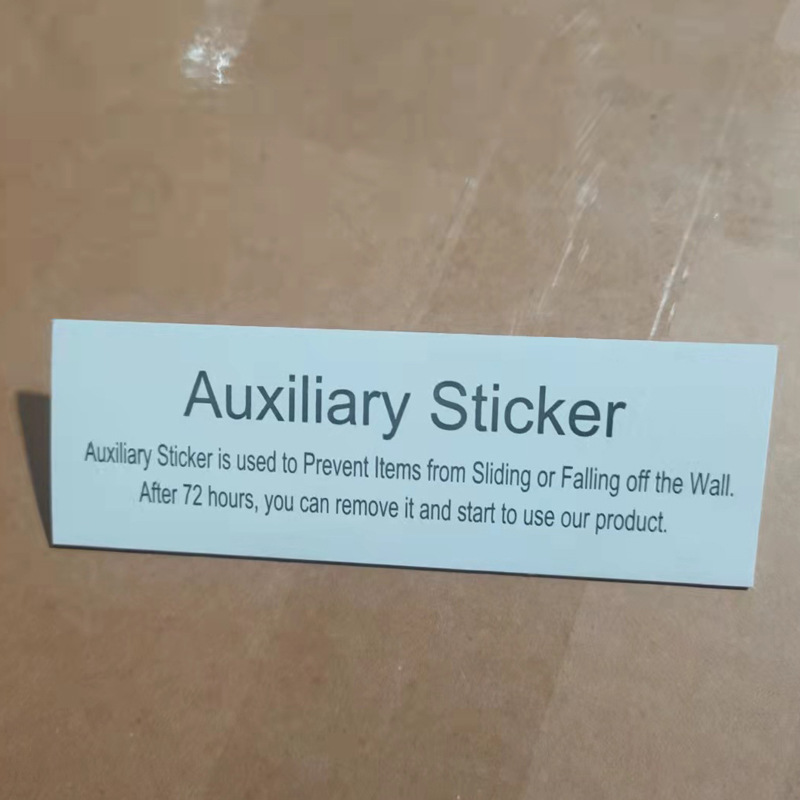 Auxiliary Sticker
Auxiliary Sticker is used to Prevent Items from Sliding or Falling off the Wall.
After 72 hours, you can remove it and start to use our product.